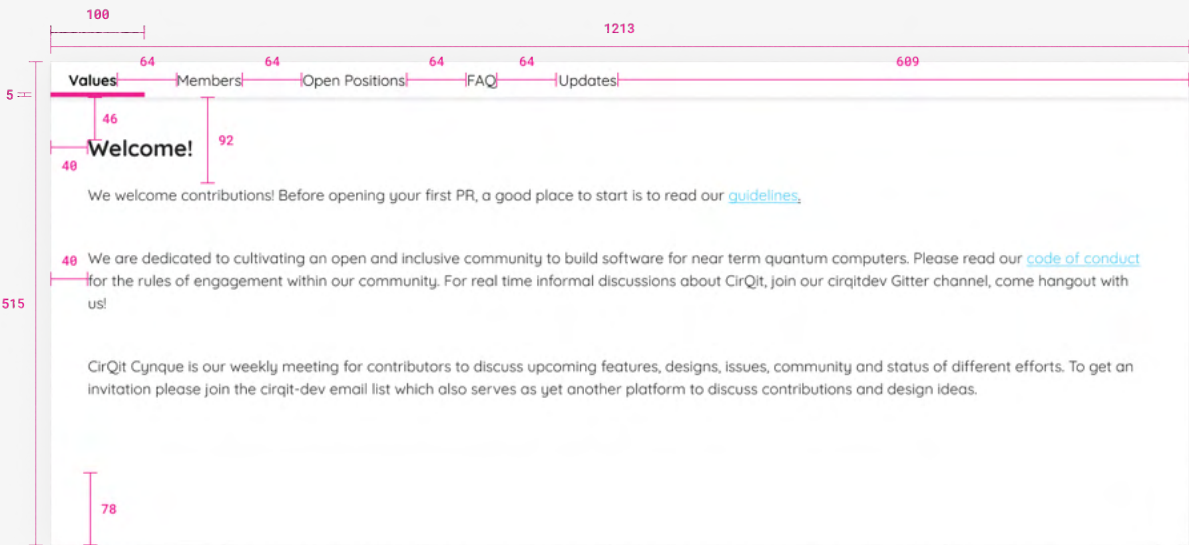 100
1213
64 64 64 64 609
Values Members Open Positions FAQ Updates
5
46
92
Welcome!
40
We welcome contributions! Before opening your first PR, a good place to start is to read our guidelines.
40 We are dedicated to cultivating an open and inclusive community to build software for near term quantum computers. Please read our code of conduct
for the rules of engagement within our community. For real time informal discussions about CirQit, join our cirqitdev Gitter channel, come hangout with
515 us!
CirQit Cynque is our weekly meeting for contributors to discuss upcoming features, designs, issues, community and status of different efforts. To get an
invitation please join the cirqit-dev email list which also serves as yet another platform to discuss contributions and design ideas.
78